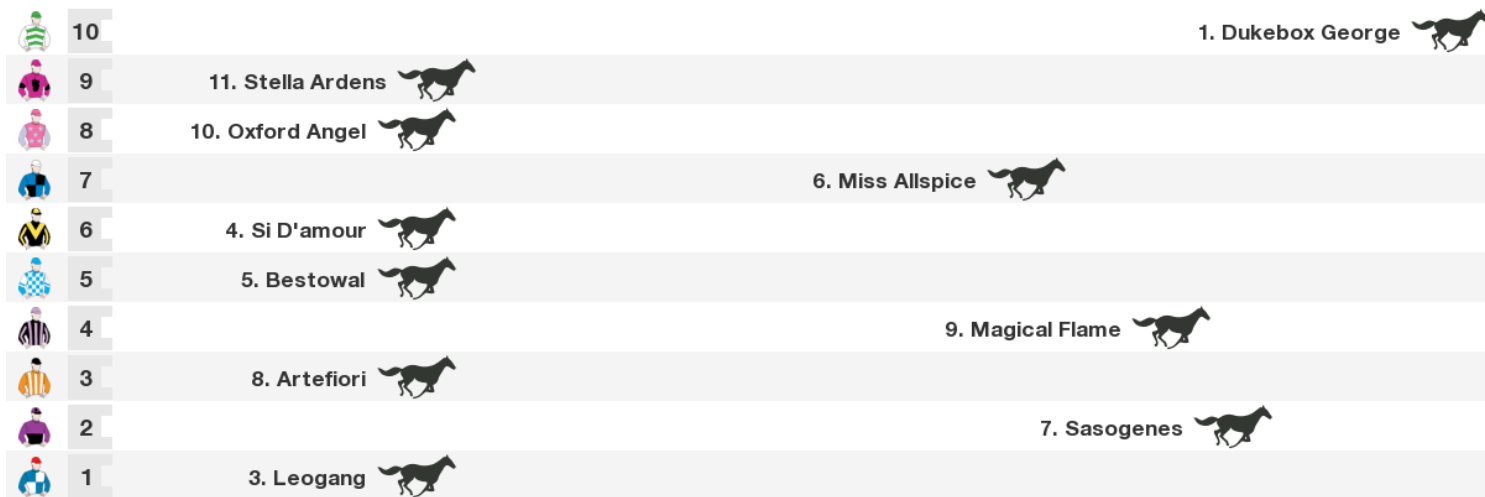 10 1. Dukebox George
9 11. Stella Ardens
8 10. Oxford Angel
7 6. Miss Allspice
6 4. Si D'amour
5 5. Bestowal
4 9. Magical Flame
3 8. Artefiori
2 7. Sasogenes
1 3. Leogang